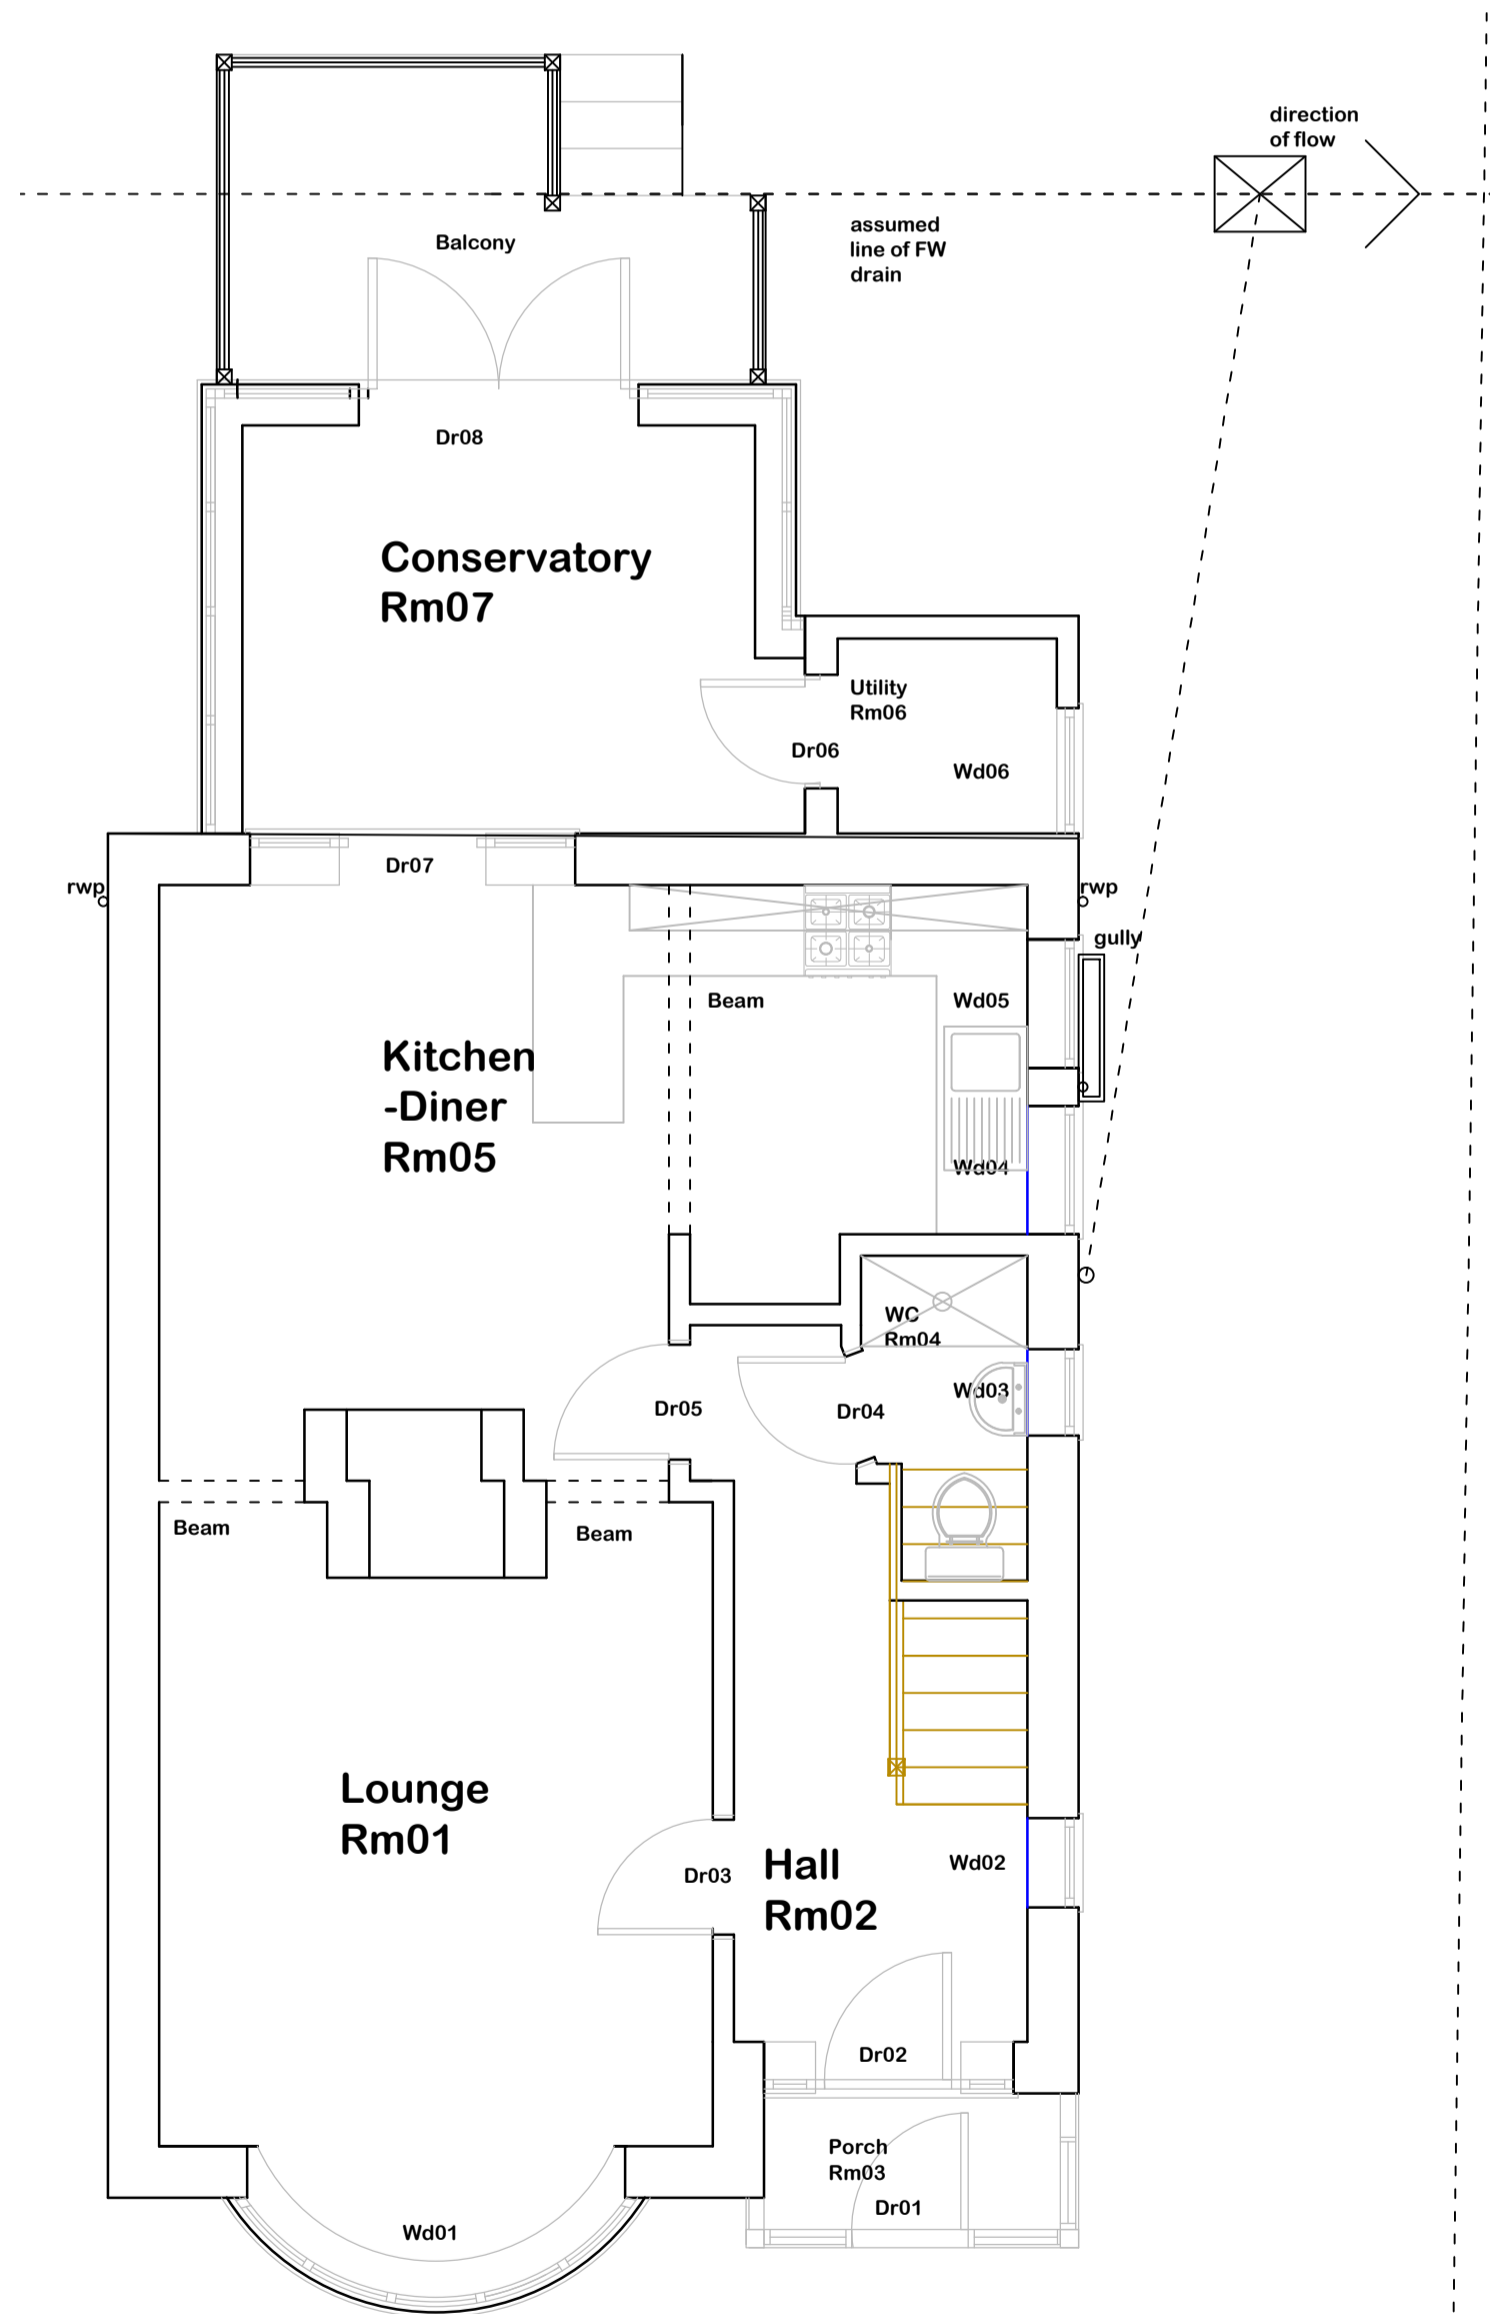 direction
of flow
assumed
line of FW
drain
Balcony
Dr08
Conservatory
Rm07
Utility
Rm06
Dr06
Wd06
Dr07
rwp
rwp
gully
Beam
Wd05
Kitchen
-Diner
Rm05
Wd04
WC
Rm04
Wd03
Dr05
Dr04
Beam
Beam
Lounge
Rm01
Dr03
Hall
Rm02
Wd02
Dr02
Porch
Rm03
Dr01
Wd01